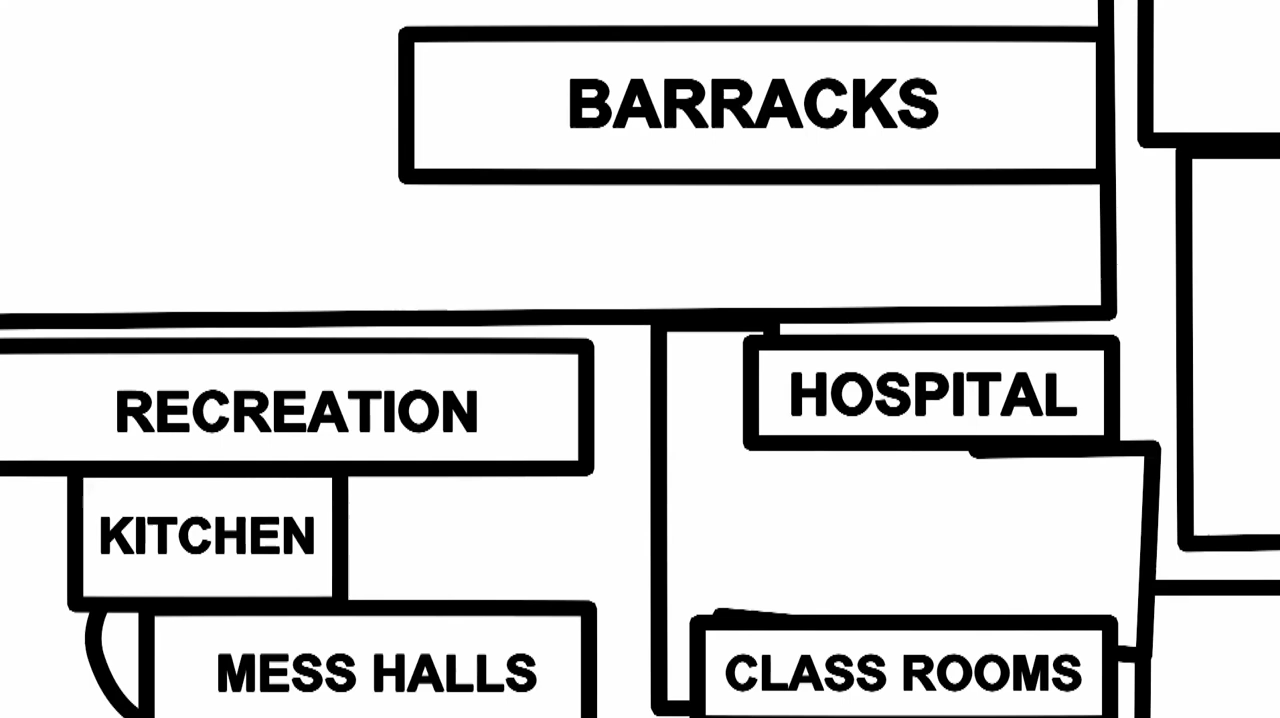 BARRACKS
RECREATION
HOSPITAL
KITCHEN
MESS HALLS
CLASS ROOMS